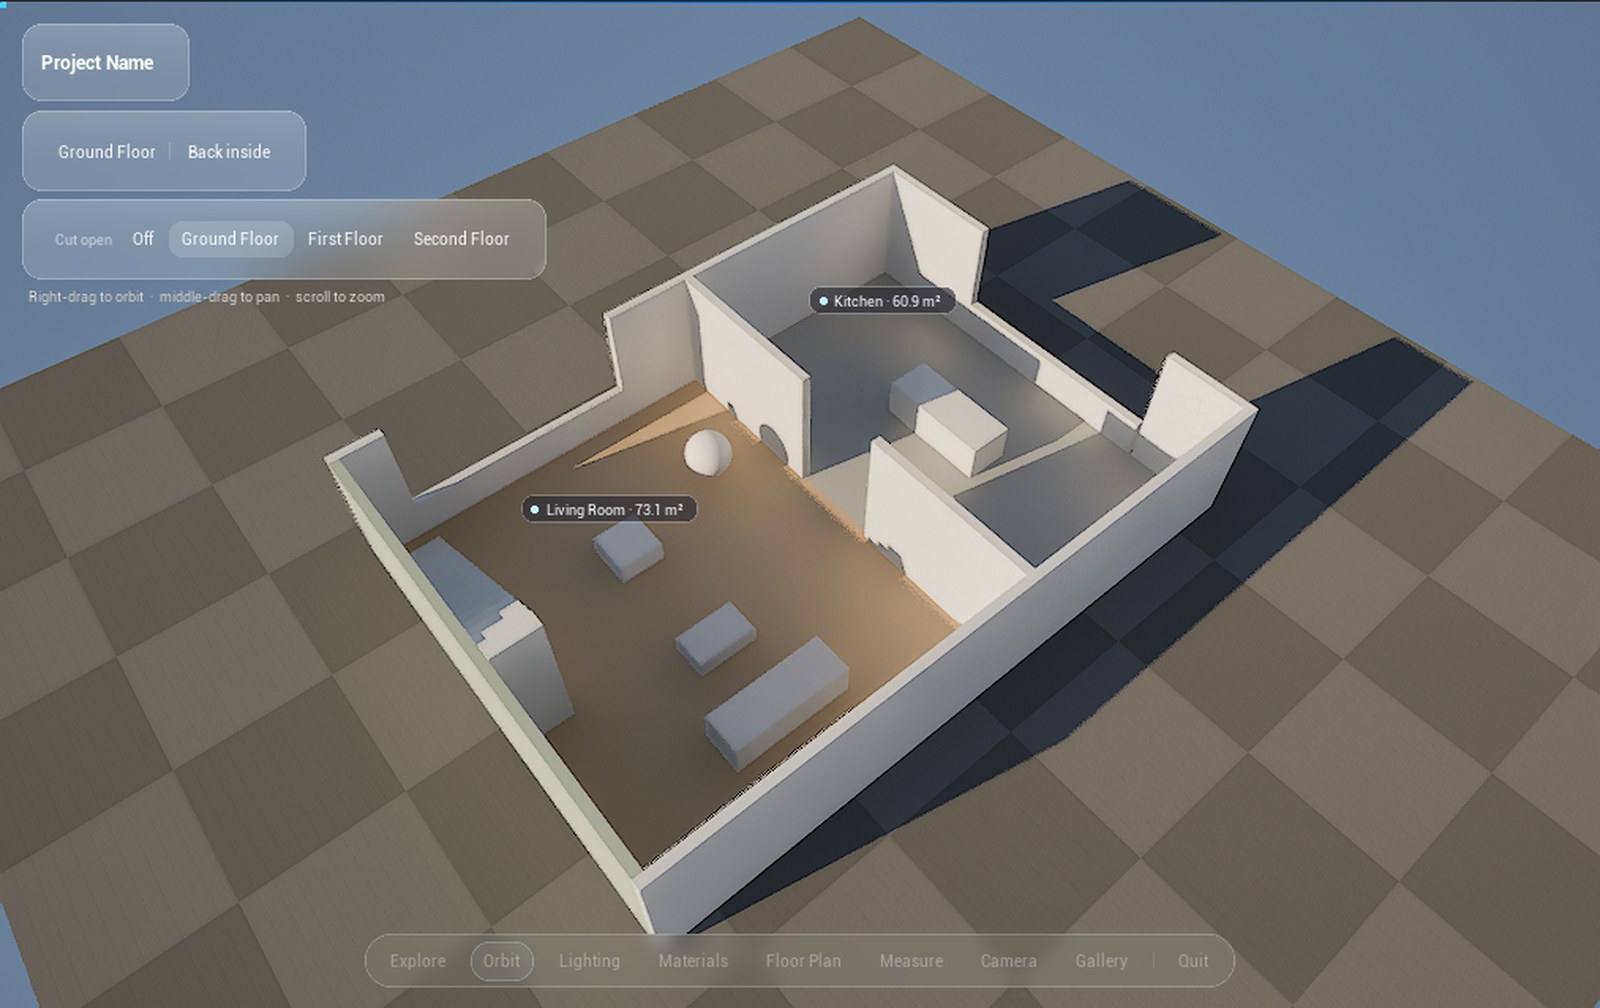 Project Name
Ground Floor | Back inside
Cut open Off Ground Floor First Floor Second Floor
Right-drag to orbit · middle-drag to pan · scroll to zoom
Kitchen · 60.9 m²
Living Room · 73.1 m²
Explore Orbit Lighting Materials Floor Plan Measure Camera Gallery | Quit